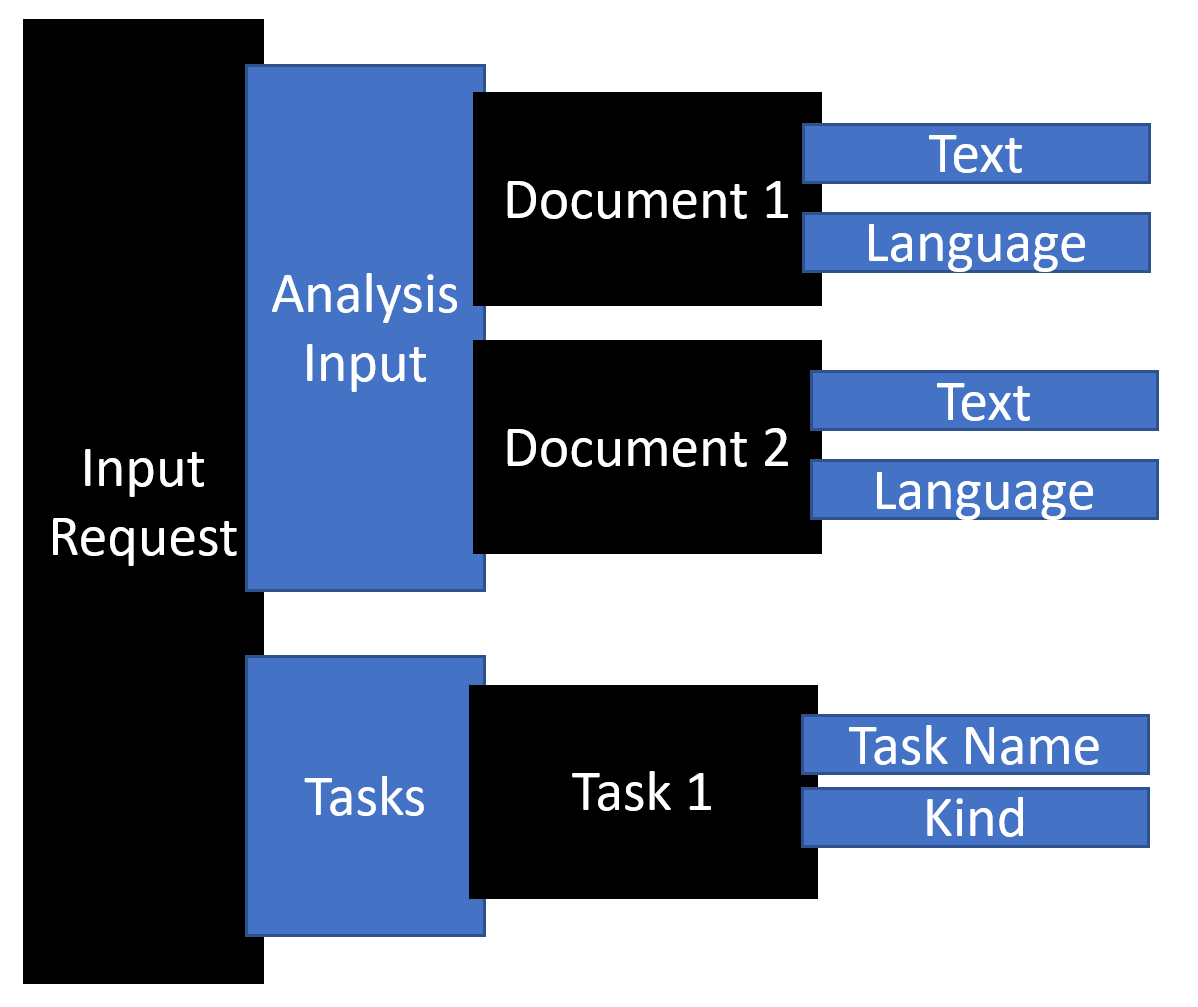 Input
Request
Analysis
Input
Document 1
Text
Language
Document 2
Text
Language
Tasks
Task 1
Task Name
Kind